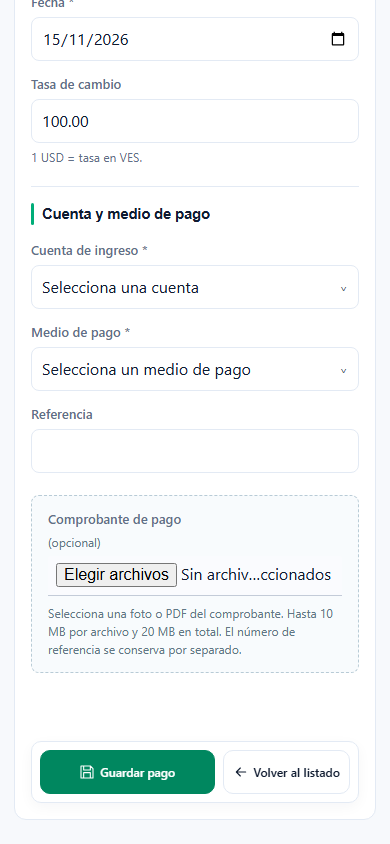 Fecha *
15/11/2026
Tasa de cambio
100.00
1 USD = tasa en VES.
Cuenta y medio de pago
Cuenta de ingreso *
Selecciona una cuenta
Medio de pago *
Selecciona un medio de pago
Referencia
Comprobante de pago
(opcional)
Elegir archivos Sin archiv...ccionados
Selecciona una foto o PDF del comprobante. Hasta 10
MB por archivo y 20 MB en total. El número de
referencia se conserva por separado.
Guardar pago
Volver al listado